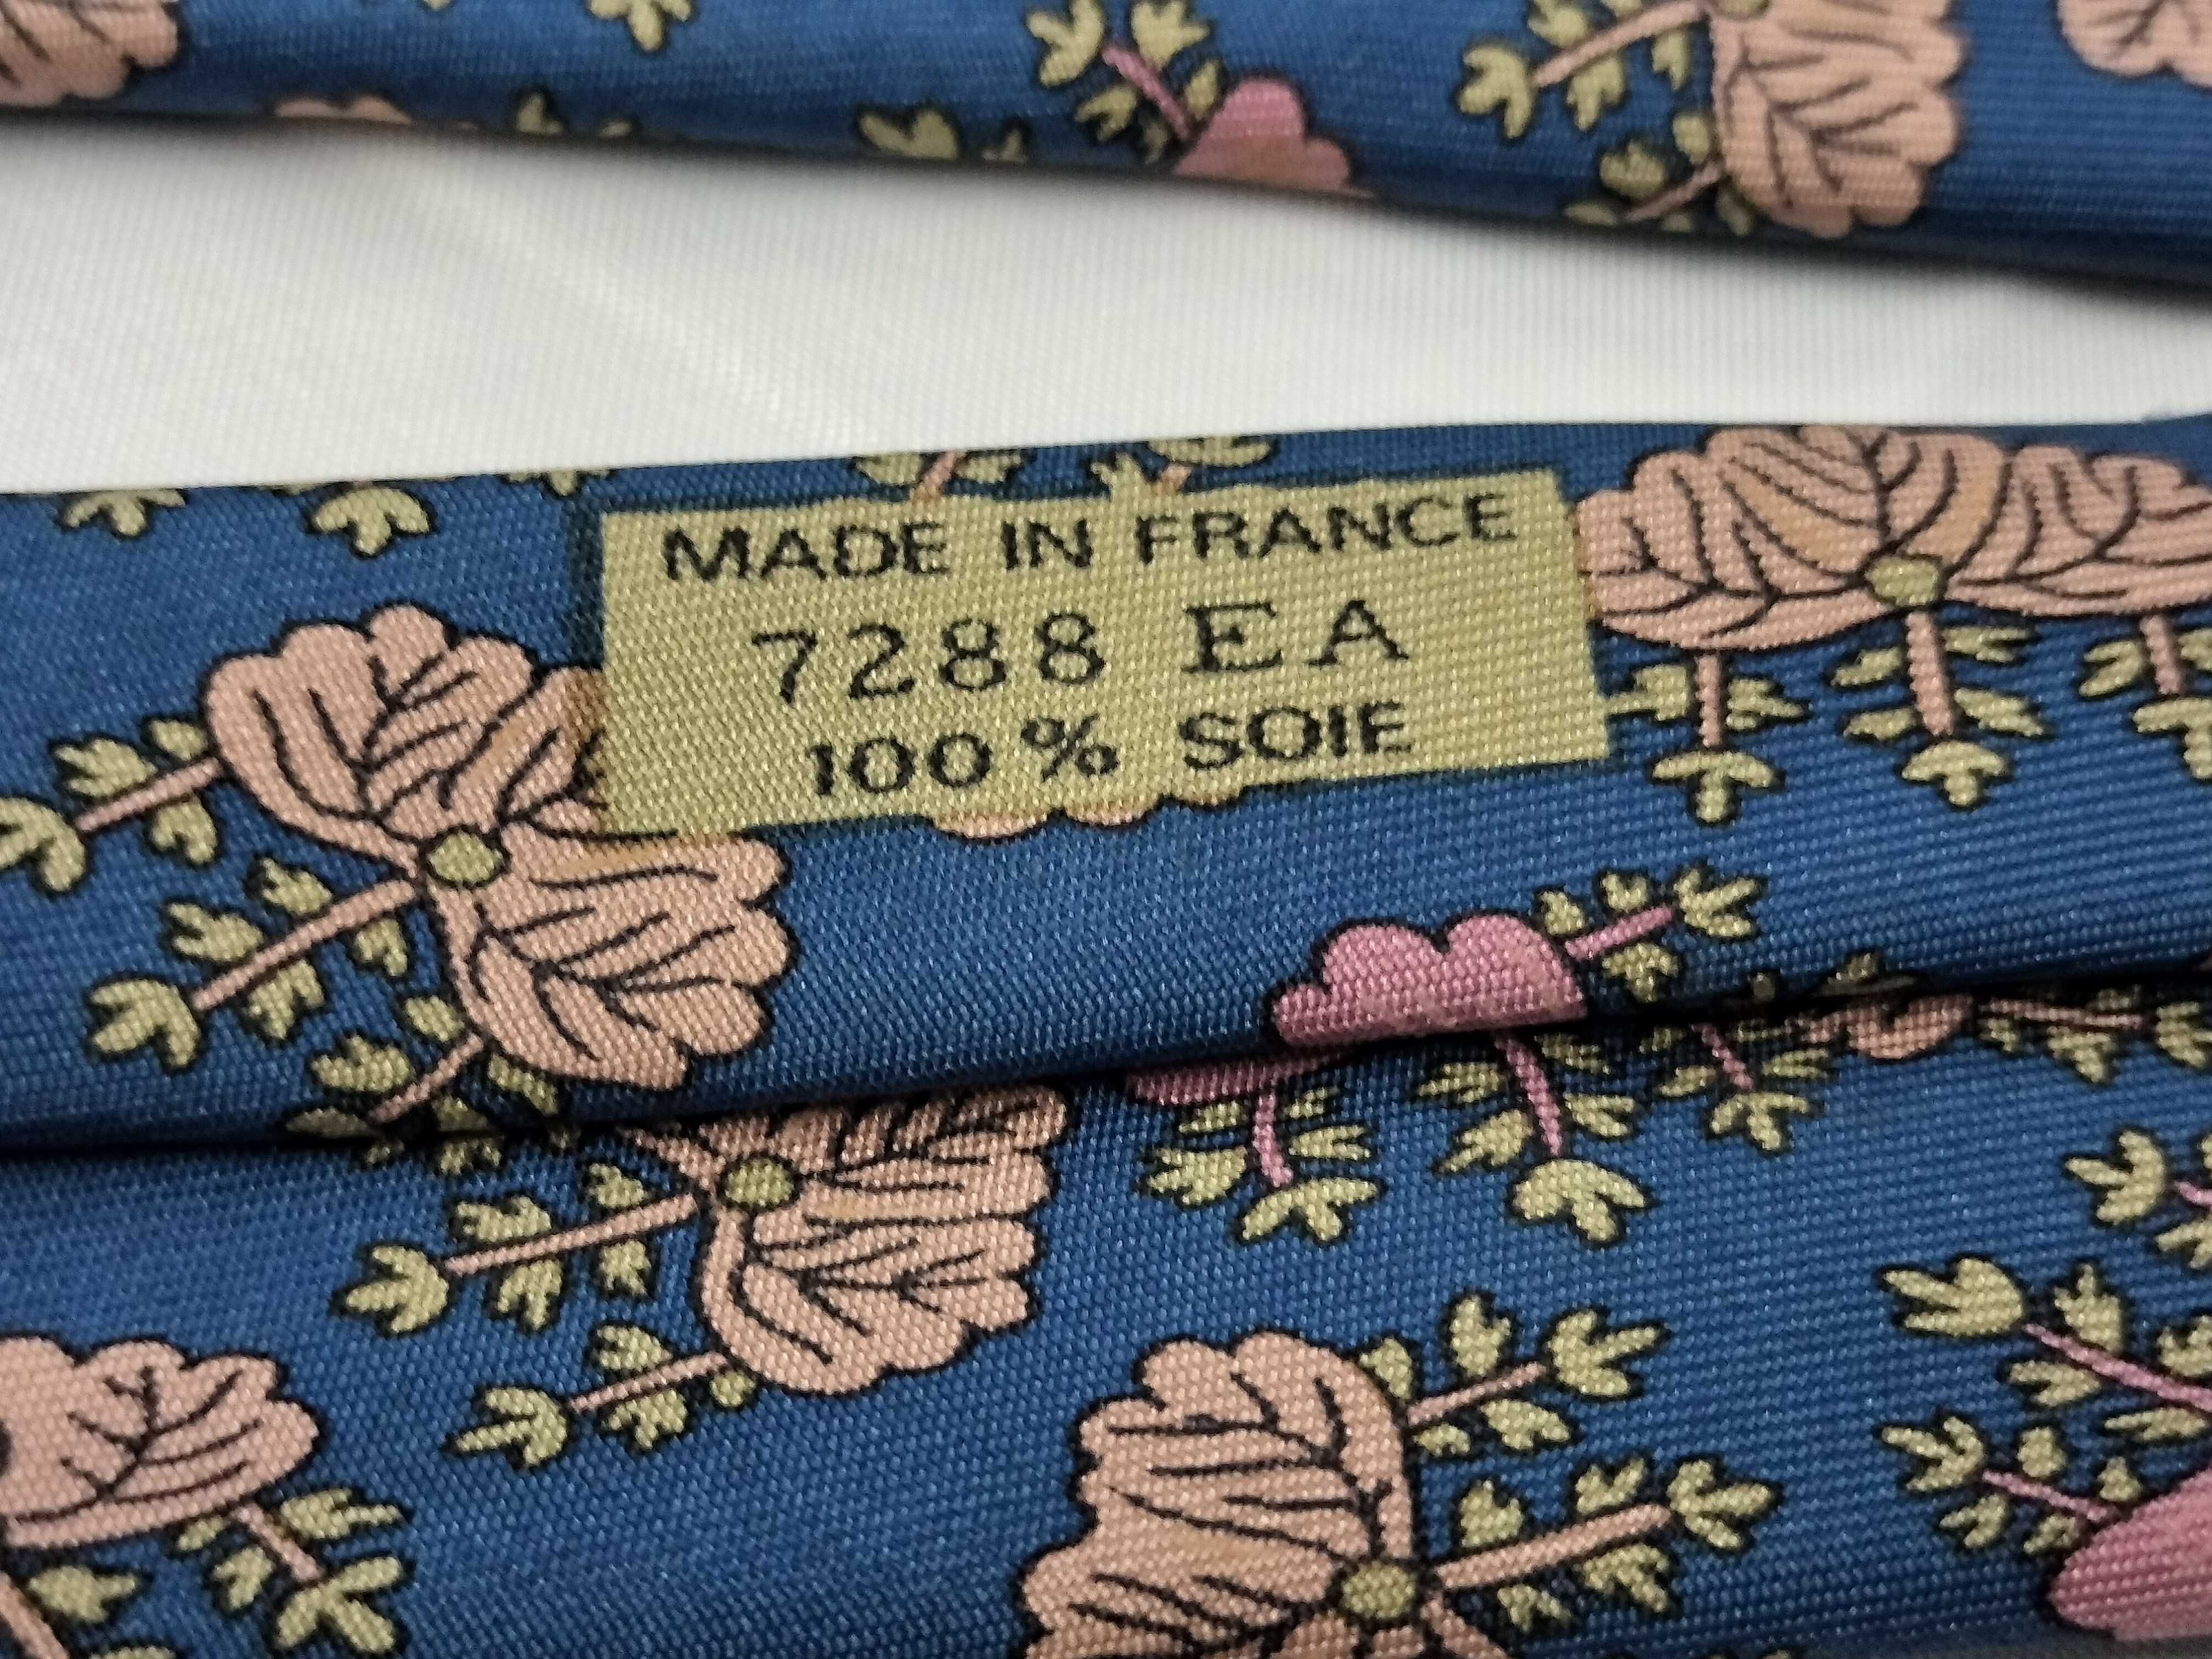 MADE IN FRANCE
7288 EA
100% SOIE